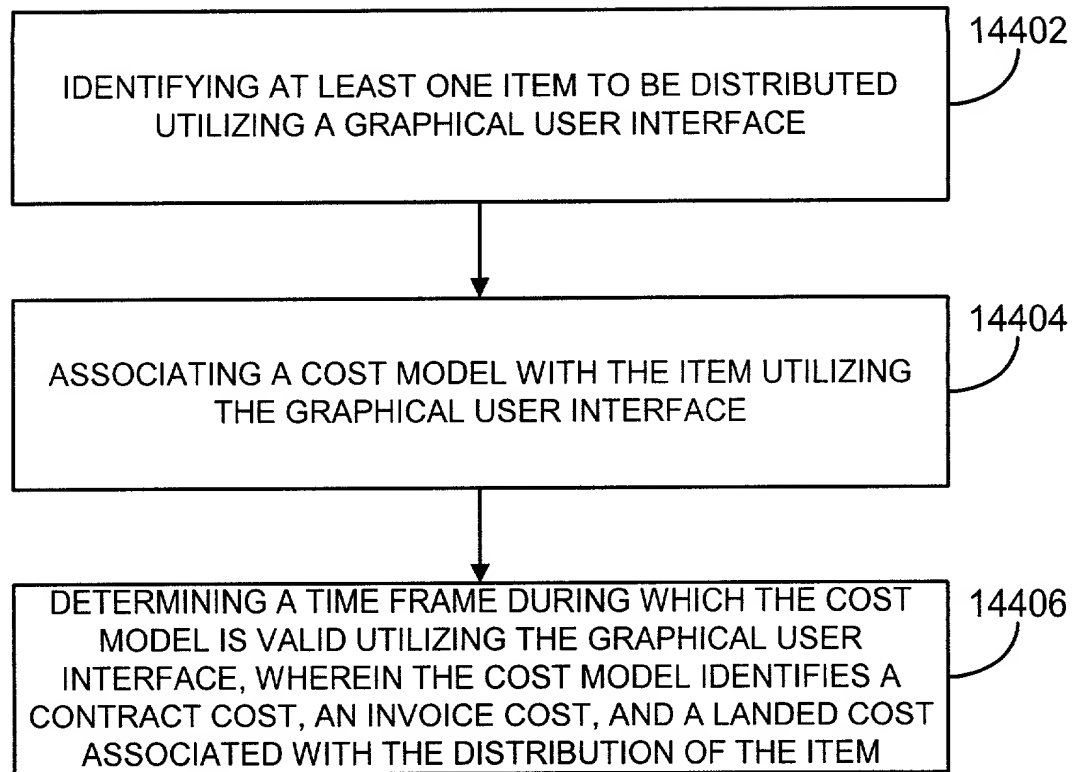 14402
IDENTIFYING AT LEAST ONE ITEM TO BE DISTRIBUTED
UTILIZING A GRAPHICAL USER INTERFACE
14404
ASSOCIATING A COST MODEL WITH THE ITEM UTILIZING
THE GRAPHICAL USER INTERFACE
14406
DETERMINING A TIME FRAME DURING WHICH THE COST
MODEL IS VALID UTILIZING THE GRAPHICAL USER
INTERFACE, WHEREIN THE COST MODEL IDENTIFIES A
CONTRACT COST, AN INVOICE COST, AND A LANDED COST
ASSOCIATED WITH THE DISTRIBUTION OF THE ITEM